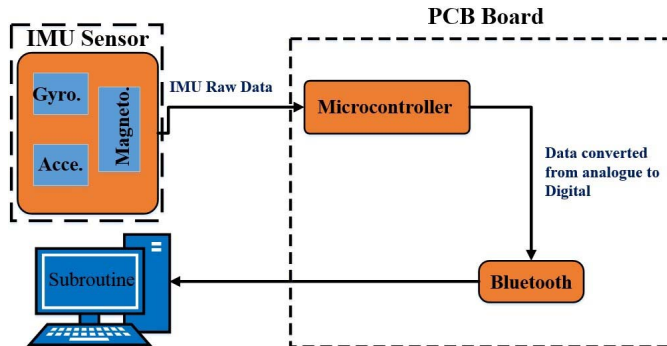 PCB Board
IMU Sensor
Gyro.
Magneto.
Acce.
IMU Raw Data
Microcontroller
Data converted
from analogue to
Digital
Subroutine
Bluetooth